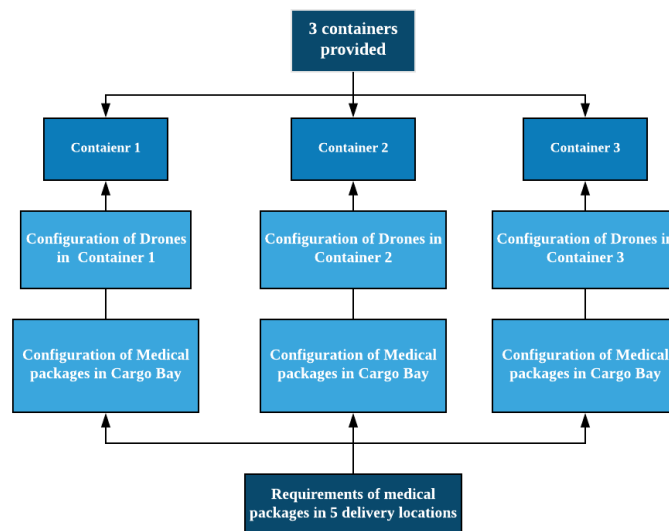 3 containers
provided
Contaienr 1
Container 2
Container 3
Configuration of Drones
in Container 1
Configuration of Drones in
Container 2
Configuration of Drones in
Container 3
Configuration of Medical
packages in Cargo Bay
Configuration of Medical
packages in Cargo Bay
Configuration of Medical
packages in Cargo Bay
Requirements of medical
packages in 5 delivery locations